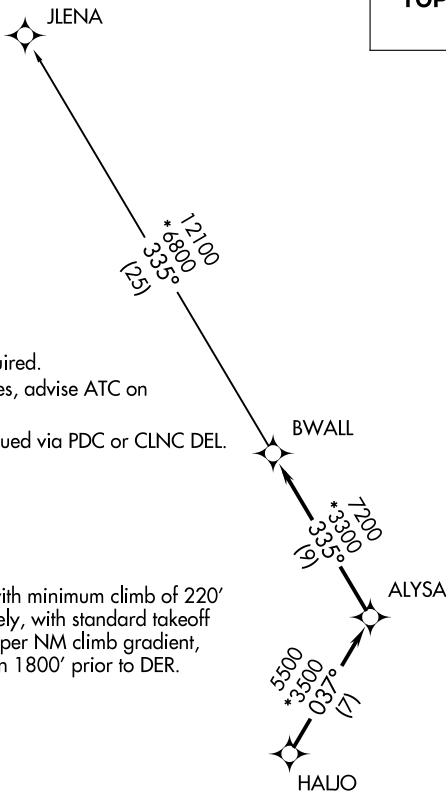 JLENA
TOP
12100
*6800
335°
(25)
uired.
es, advise ATC on
ued via PDC or CLNC DEL.
BWALL
7200
*3300
335°
(9)
with minimum climb of 220'
ely, with standard takeoff
per NM climb gradient,
n 1800' prior to DER.
ALYSA
5500
*3500
037°
(7)
HALJO